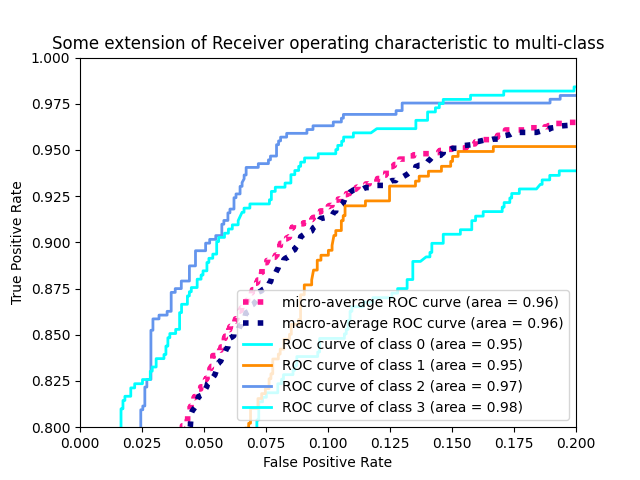 Some extension of Receiver operating characteristic to multi-class
True Positive Rate
1.000
0.975
0.950
0.925
0.900
0.875
0.850
0.825
0.800
micro-average ROC curve (area = 0.96)
macro-average ROC curve (area = 0.96)
ROC curve of class 0 (area = 0.95)
ROC curve of class 1 (area = 0.95)
ROC curve of class 2 (area = 0.97)
ROC curve of class 3 (area = 0.98)
0.000 0.025 0.050 0.075 0.100 0.125 0.150 0.175 0.200
False Positive Rate